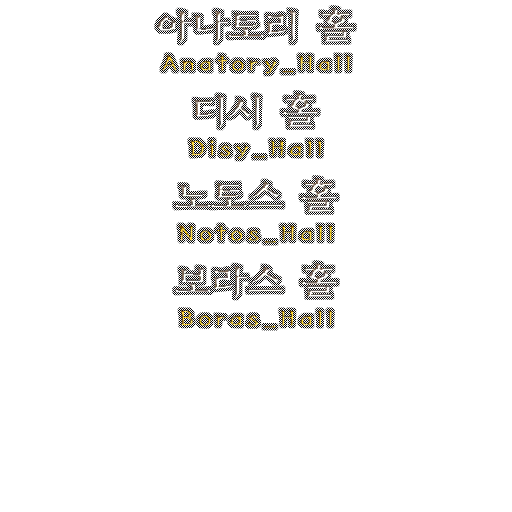 아나토리 홀
Anatory_Hall
디시 홀
Disy_Hall
노토스 홀
Notos_Hall
보라스 홀
Boras_Hall